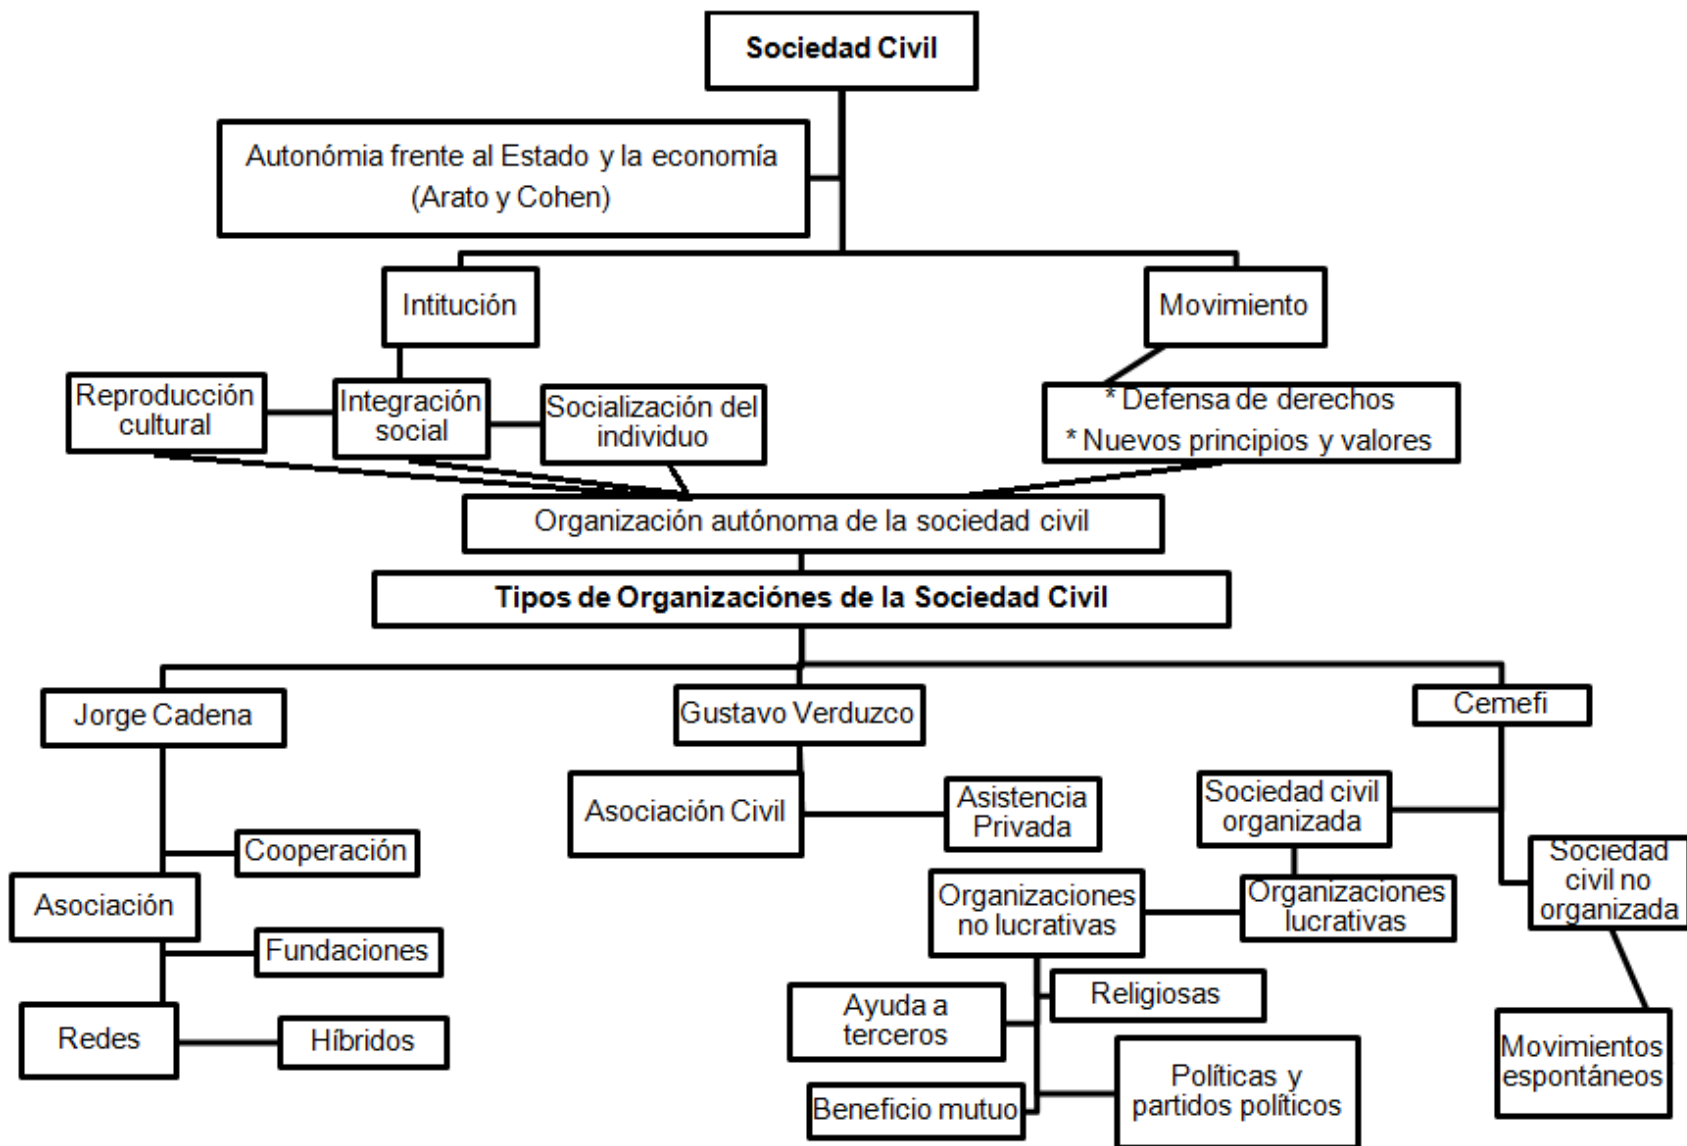 Sociedad Civil
Autonómia frente al Estado y la economía
(Arato y Cohen)
Intitución
Movimiento
Reproducción
cultural
Integración
social
Socialización del
individuo
* Defensa de derechos
* Nuevos principios y valores
Organización autónoma de la sociedad civil
Tipos de Organizaciónes de la Sociedad Civil
Jorge Cadena
Gustavo Verduzco
Cemefi
Asociación Civil
Asistencia
Privada
Sociedad civil
organizada
Cooperación
Sociedad
civil no
organizada
Asociación
Organizaciones
no lucrativas
Organizaciones
lucrativas
Fundaciones
Religiosas
Ayuda a
terceros
Redes
Híbridos
Políticas y
partidos políticos
Movimientos
espontáneos
Beneficio mutuo